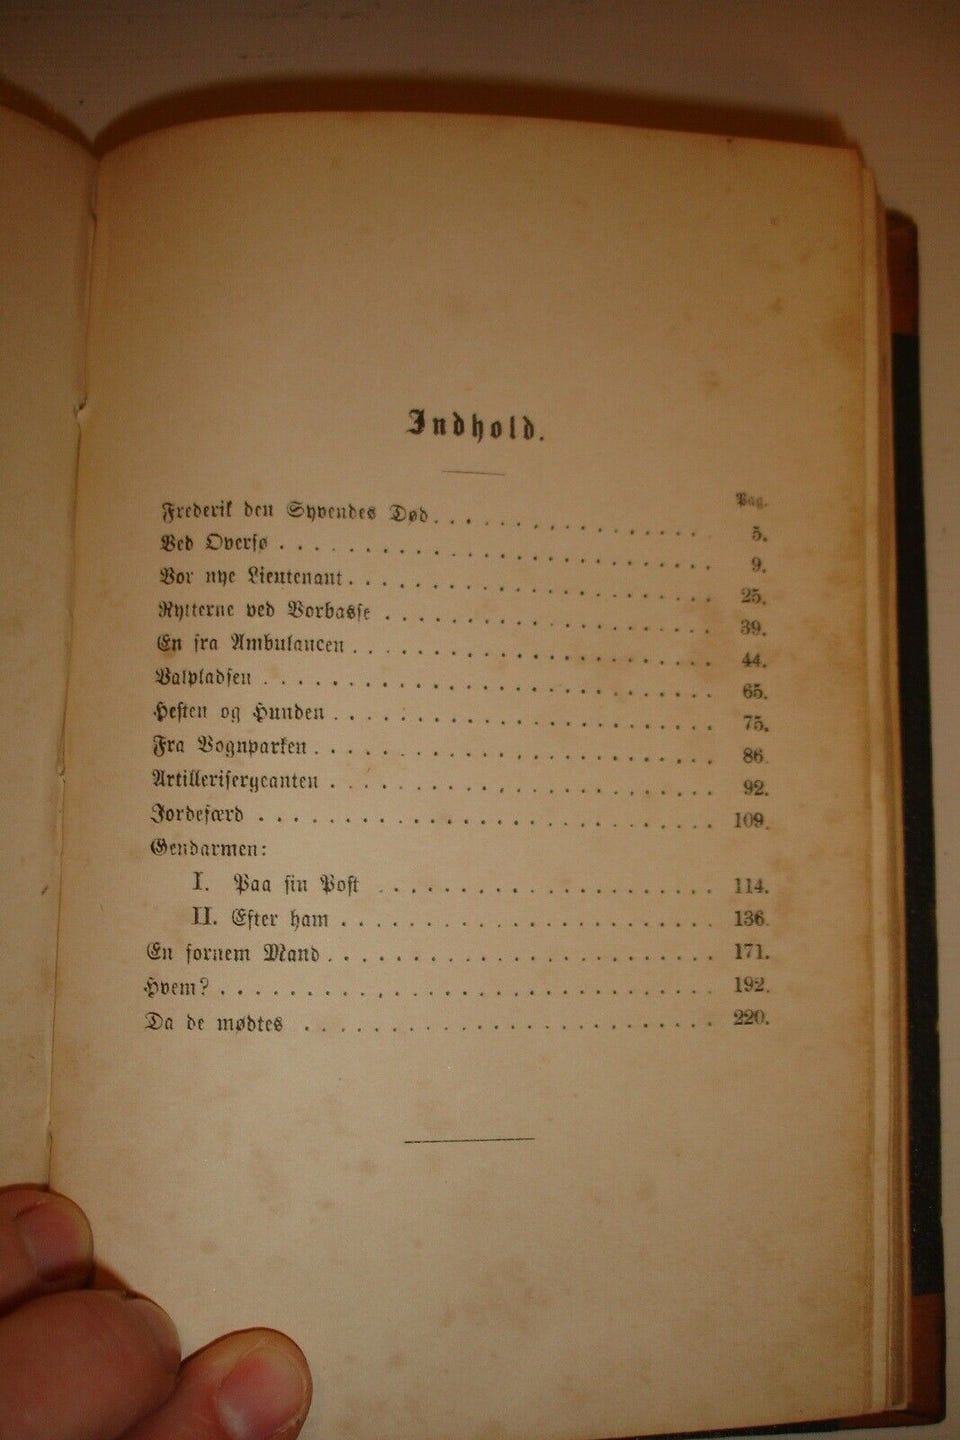 Indhold.
Pag.
Frederik den Syvendes Død. . . . . . . . . . . . . . . . 5.
Ved Oversø . . . . . . . . . . . . . . . . . . . . . . . . . 9.
Vor nye Lieutenant. . . . . . . . . . . . . . . . . . . . . 25.
Rytterne ved Vorbasse . . . . . . . . . . . . . . . . . . . 39.
En fra Ambulancen . . . . . . . . . . . . . . . . . . . . . 44.
Valpladsen . . . . . . . . . . . . . . . . . . . . . . . . . 65.
Hesten og Hunden . . . . . . . . . . . . . . . . . . . . . 75.
Fra Vognparken . . . . . . . . . . . . . . . . . . . . . . 86.
Artillerisergeanten . . . . . . . . . . . . . . . . . . . . . 92.
Jordefærd . . . . . . . . . . . . . . . . . . . . . . . . . 109.
Gendarmen:
I. Paa sin Post . . . . . . . . . . . . . . . . . . . . 114.
II. Efter ham . . . . . . . . . . . . . . . . . . . . . . 136.
En fornem Mand . . . . . . . . . . . . . . . . . . . . . . 171.
Hvem? . . . . . . . . . . . . . . . . . . . . . . . . . . . 192.
Da de mødtes . . . . . . . . . . . . . . . . . . . . . . . 220.